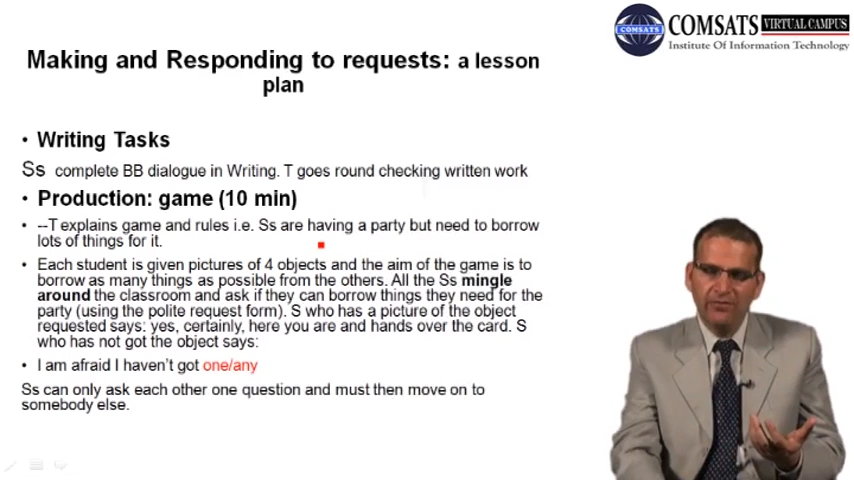 COMSATS VIRTUAL CAMPUS
Institute Of Information Technology
Making and Responding to requests: a lesson
plan
• Writing Tasks
Ss complete BB dialogue in Writing. T goes round checking written work
• Production: game (10 min)
• --T explains game and rules i.e. Ss are having a party but need to borrow
lots of things for it.
• Each student is given pictures of 4 objects and the aim of the game is to
borrow as many things as possible from the others. All the Ss mingle
around the classroom and ask if they can borrow things they need for the
party (using the polite request form). S who has a picture of the object
requested says: yes, certainly, here you are and hands over the card. S
who has not got the object says:
• I am afraid I haven't got one/any
Ss can only ask each other one question and must then move on to
somebody else.